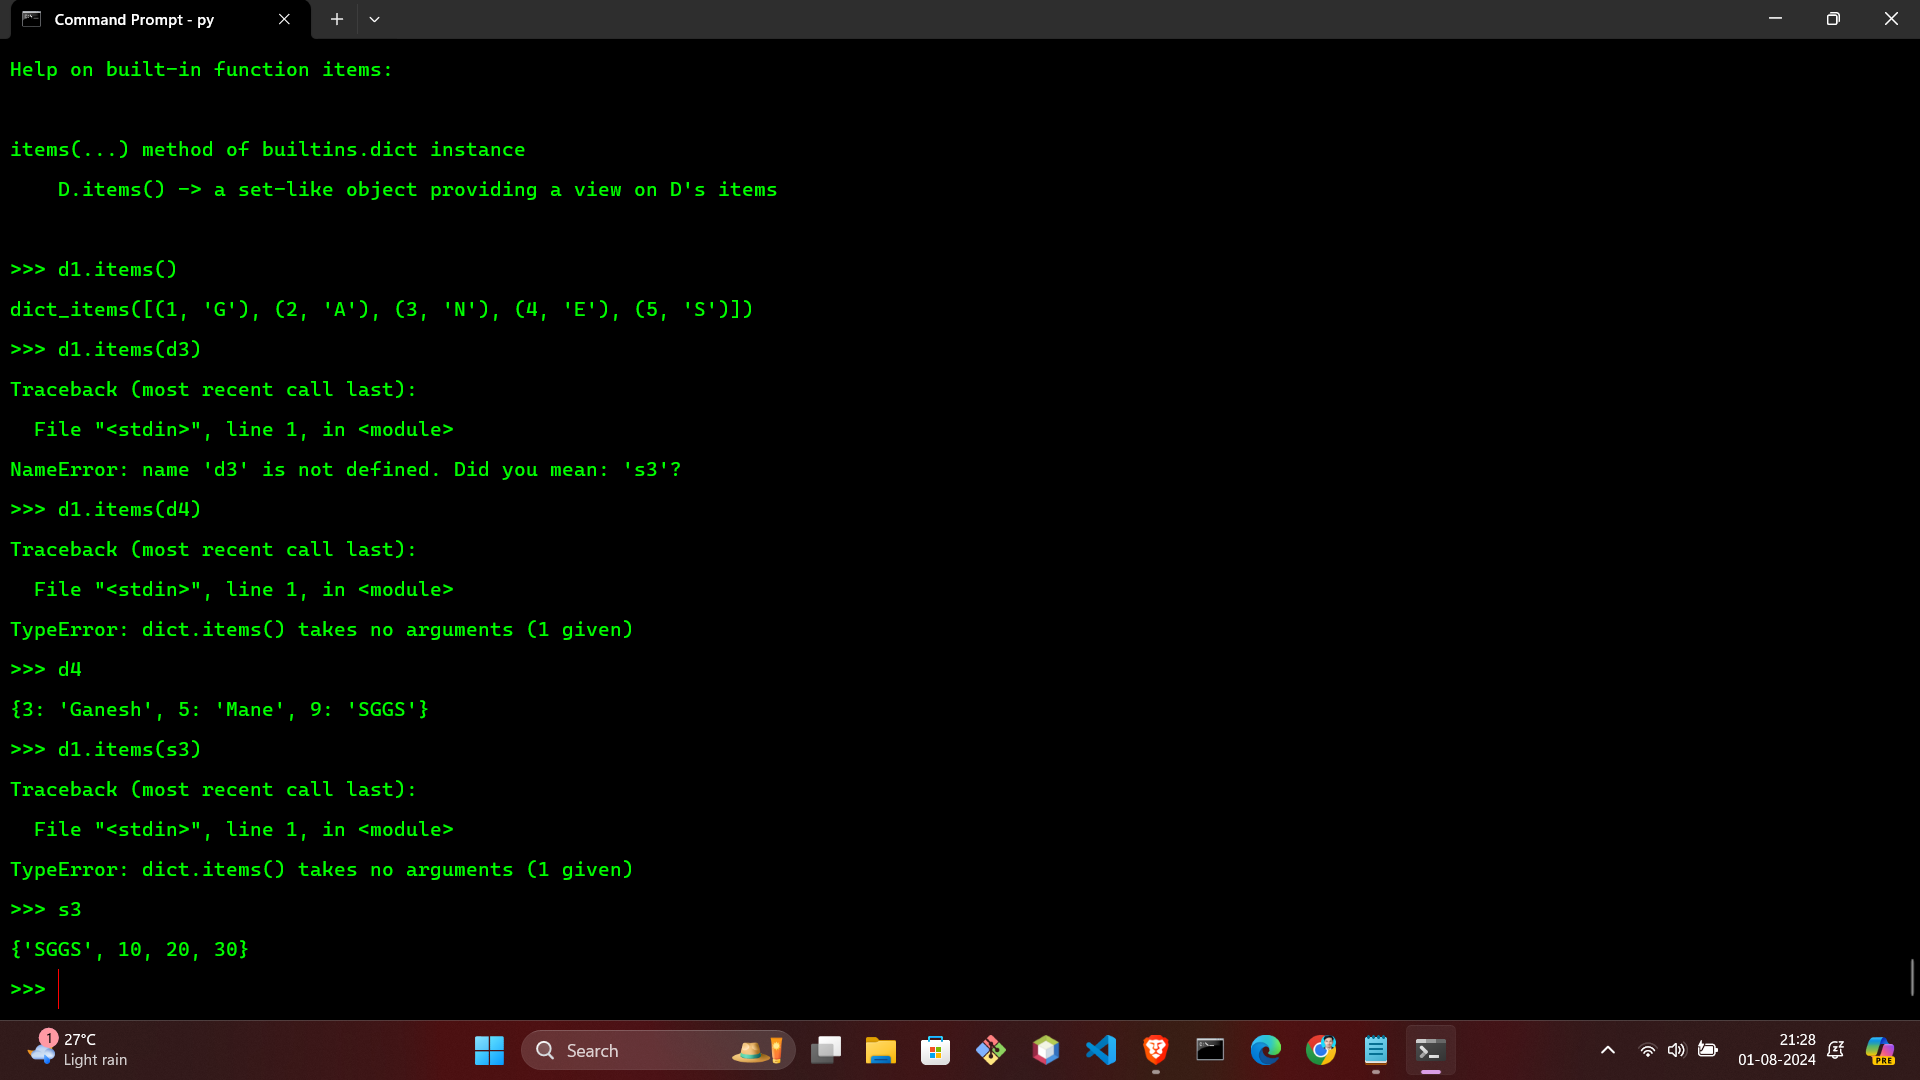 Command Prompt - py
Help on built-in function items:
items(...) method of builtins.dict instance
    D.items() -> a set-like object providing a view on D's items
>>> d1.items()
dict_items([(1, 'G'), (2, 'A'), (3, 'N'), (4, 'E'), (5, 'S')])
>>> d1.items(d3)
Traceback (most recent call last):
  File "<stdin>", line 1, in <module>
NameError: name 'd3' is not defined. Did you mean: 's3'?
>>> d1.items(d4)
Traceback (most recent call last):
  File "<stdin>", line 1, in <module>
TypeError: dict.items() takes no arguments (1 given)
>>> d4
{3: 'Ganesh', 5: 'Mane', 9: 'SGGS'}
>>> d1.items(s3)
Traceback (most recent call last):
  File "<stdin>", line 1, in <module>
TypeError: dict.items() takes no arguments (1 given)
>>> s3
{'SGGS', 10, 20, 30}
>>>
1
27°C
Light rain
Search
21:28
01-08-2024
PRE